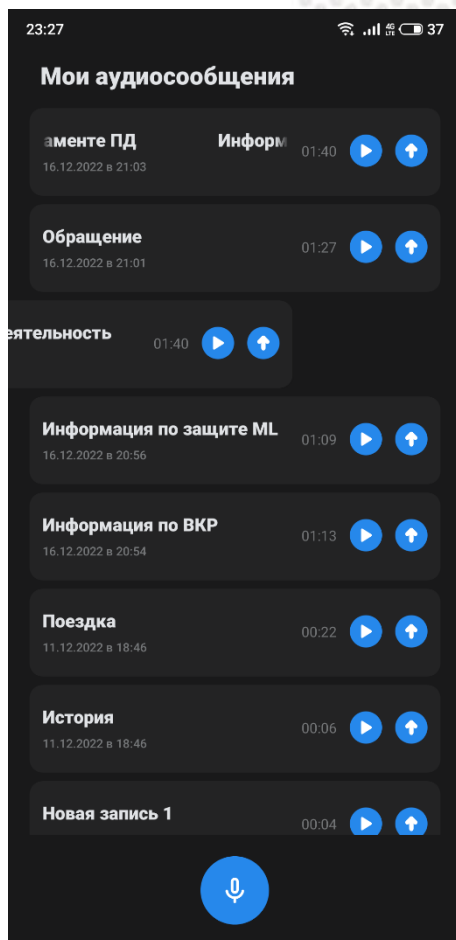 23:27
4G
LTE
37
Мои аудиосообщения
аменте ПД Информ
01:40
16.12.2022 в 21:03
Обращение
01:27
16.12.2022 в 21:01
еятельность
01:40
Информация по защите ML
01:09
16.12.2022 в 20:56
Информация по ВКР
01:13
16.12.2022 в 20:54
Поездка
00:22
11.12.2022 в 18:46
История
00:06
11.12.2022 в 18:46
Новая запись 1
00:04